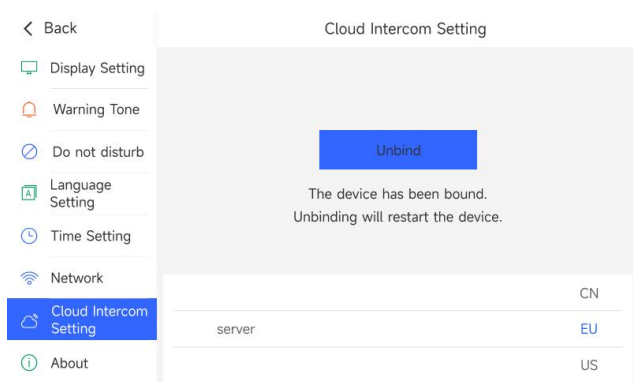 Back
Cloud Intercom Setting
Display Setting
Warning Tone
Do not disturb
A
Language
Setting
Time Setting
Network
Cloud Intercom
Setting
About
Unbind
The device has been bound.
Unbinding will restart the device.
CN
server
EU
US